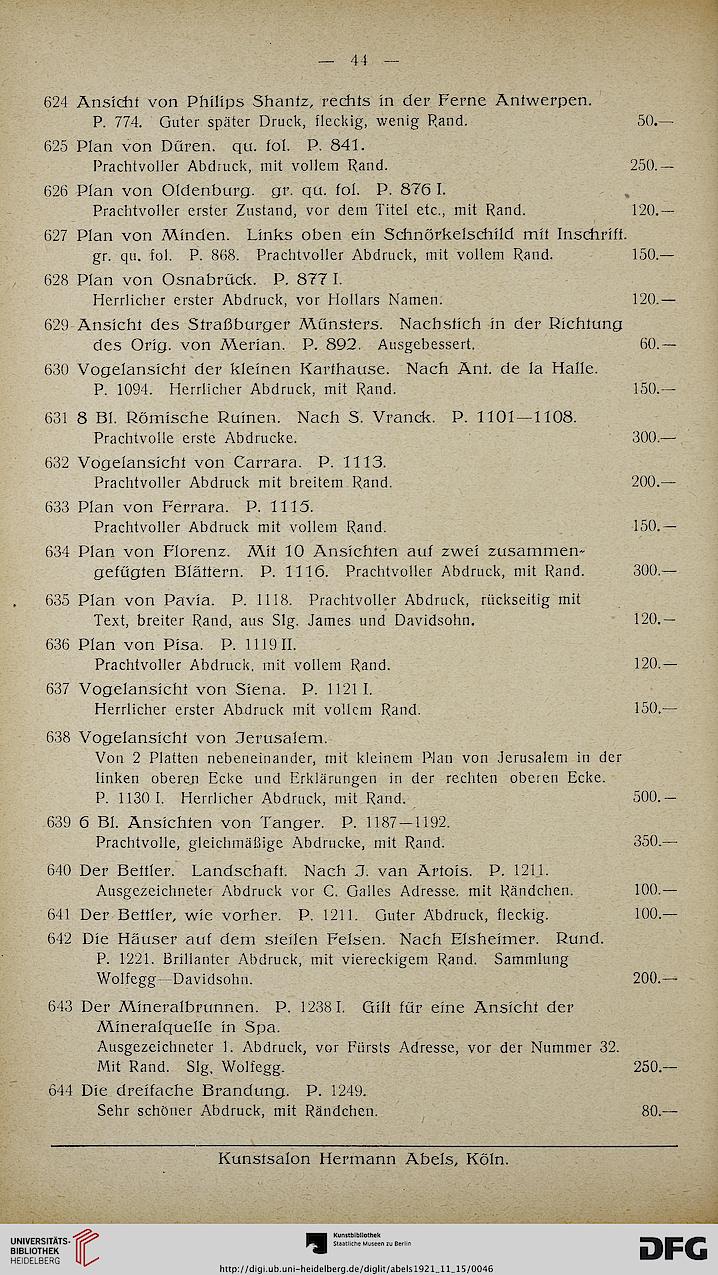 — 44 —
624 Ansicht von Philips Shantz, rechts in der Ferne Antwerpen.
P. 774. Guter später Druck, fleckig, wenig Rand. 50.—
625 Plan von Düren. qu. fol. P. 841.
Prachtvoller Abdruck, mit vollem Rand. 250.—
626 Plan von Oldenburg. gr. qu. fol. P. 876 I.
Prachtvoller erster Zustand, vor dem Titel etc., mit Rand. 120.—
627 Plan von Minden. Links oben ein Schnörkelschild mit Inschrift.
gr. qu. fol. P. 868. Prachtvoller Abdruck, mit vollem Rand. 150.—
628 Plan von Osnabrück. P. 877 I.
Herrlicher erster Abdruck, vor Hollars Namen. 120.—
629 Ansicht des Straßburger Münsters. Nachstich in der Richtung
des Orig. von Merian. P. 892. Ausgebessert. 60.—
630 Vogelansicht der kleinen Karthause. Nach Ant. de la Halle.
P. 1094. Herrlicher Abdruck, mit Rand. 150.—
631 8 Bl. Römische Ruinen. Nach S. Vranck. P. 1101—1108.
Prachtvolle erste Abdrucke. 300.—
632 Vogelansicht von Carrara. P. 1113.
Prachtvoller Abdruck mit breitem Rand. 200.—
633 Plan von Ferrara. P. 1115.
Prachtvoller Abdruck mit vollem Rand. 150.—
634 Plan von Florenz. Mit 10 Ansichten auf zwei zusammen-
gefügten Blättern. P. 1116. Prachtvoller Abdruck, mit Rand. 300.—
635 Plan von Pavia. P. 1118. Prachtvoller Abdruck, rückseitig mit
Text, breiter Rand, aus Slg. James und Davidsohn. 120.—
636 Plan von Pisa. P. 1119 II.
Prachtvoller Abdruck, mit vollem Rand. 120.—
637 Vogelansicht von Siena. P. 1121 I.
Herrlicher erster Abdruck mit vollem Rand. 150.—
638 Vogelansicht von Jerusalem.
Von 2 Platten nebeneinander, mit kleinem Plan von Jerusalem in der
linken oberen Ecke und Erklärungen in der rechten oberen Ecke.
P. 1130 I. Herrlicher Abdruck, mit Rand. 500.—
639 6 Bl. Ansichten von Tanger. P. 1187—1192.
Prachtvolle, gleichmäßige Abdrucke, mit Rand. 350.—
640 Der Bettler. Landschaft. Nach J. van Artois. P. 1211.
Ausgezeichneter Abdruck vor C. Galles Adresse, mit Rändchen. 100.—
641 Der Bettler, wie vorher. P. 1211. Guter Abdruck, fleckig. 100.—
642 Die Häuser auf dem steilen Felsen. Nach Elsheimer. Rund.
P. 1221. Brillanter Abdruck, mit viereckigem Rand. Sammlung
Wolfegg—Davidsohn. 200.—
643 Der Mineralbrunnen. P. 1238 I. Gilt für eine Ansicht der
Mineralquelle in Spa.
Ausgezeichneter 1. Abdruck, vor Fürsts Adresse, vor der Nummer 32.
Mit Rand. Slg. Wolfegg. 250.—
644 Die dreifache Brandung. P. 1249.
Sehr schöner Abdruck, mit Rändchen. 80.—
Kunstsalon Hermann Abels, Köln.
UNIVERSITÄTS-
BIBLIOTHEK
HEIDELBERG
Kunstbibliothek
Staatliche Museen zu Berlin
DFG
http://digi.ub.uni-heidelberg.de/diglit/abels1921_11_15/0046